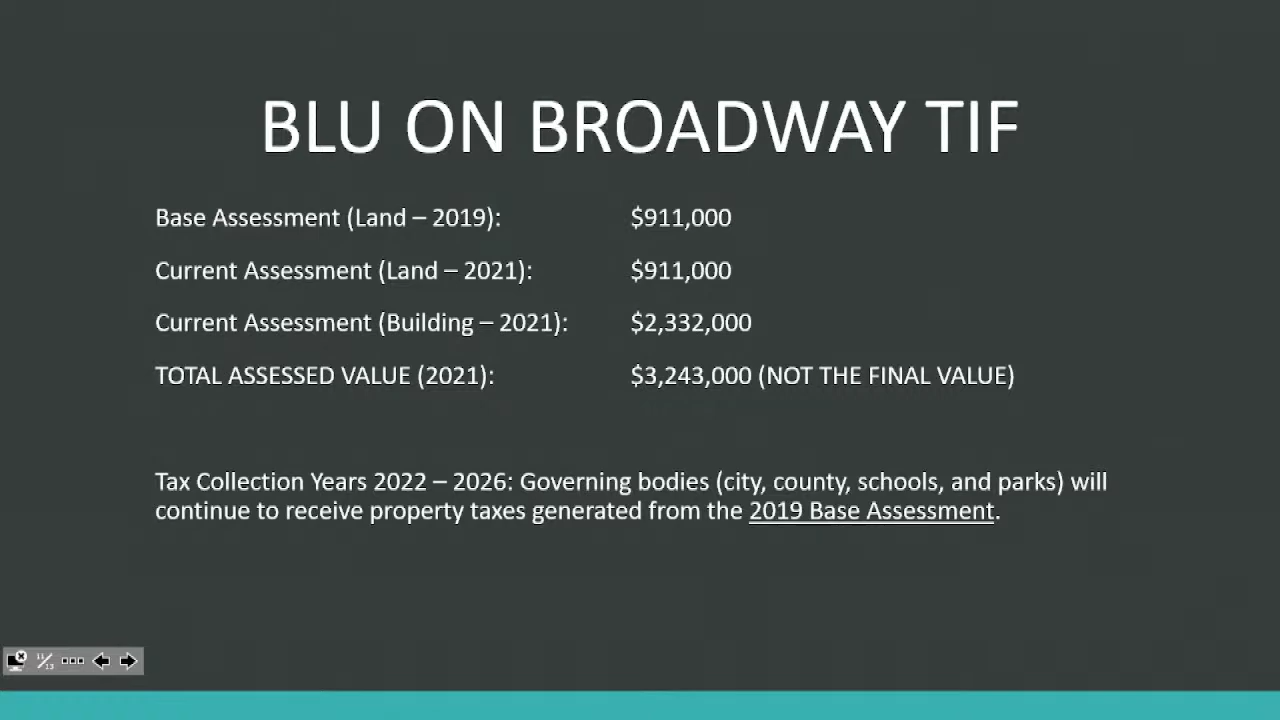 BLU ON BROADWAY TIF
Base Assessment (Land – 2019): $911,000
Current Assessment (Land – 2021): $911,000
Current Assessment (Building – 2021): $2,332,000
TOTAL ASSESSED VALUE (2021): $3,243,000 (NOT THE FINAL VALUE)
Tax Collection Years 2022 – 2026: Governing bodies (city, county, schools, and parks) will
continue to receive property taxes generated from the 2019 Base Assessment.
11/13